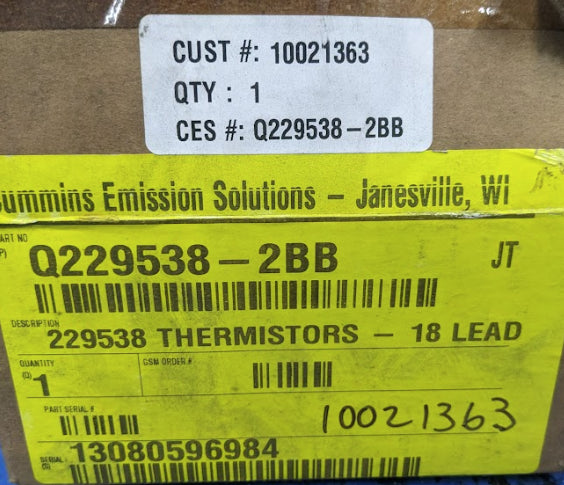 CUST #: 10021363
QTY : 1
CES #: Q229538-2BB
ummins Emission Solutions - Janesville, WI
ART NO
P)
Q229538-2BB JT
DESCRIPTION
229538 THERMISTORS - 18 LEAD
QUANTITY
(Q)
1
GSM ORDER #
PART SERIAL #
10021363
SERIAL
(S)
13080596984